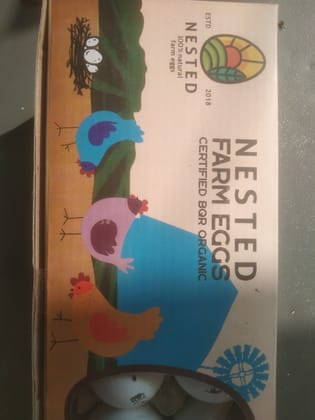 ESTD 2018
NESTED
100% natural
farm eggs
NESTED
FARM EGGS
CERTIFIED BQR ORGANIC